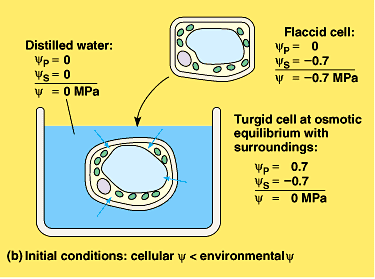 Distilled water:
ψP = 0
ψS = 0
ψ = 0 MPa
Flaccid cell:
ψP = 0
ψS = −0.7
ψ = −0.7 MPa
Turgid cell at osmotic
equilibrium with
surroundings:
ψP = 0.7
ψS = −0.7
ψ = 0 MPa
(b) Initial conditions: cellular ψ < environmental ψ